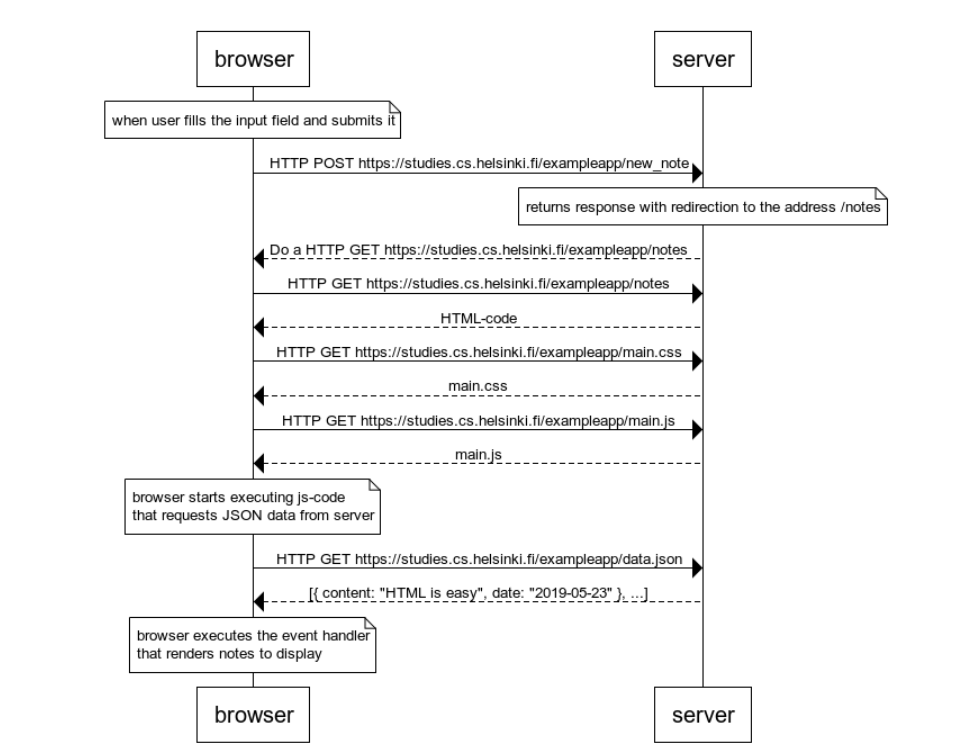 browser
server
when user fills the input field and submits it
HTTP POST https://studies.cs.helsinki.fi/exampleapp/new_note
returns response with redirection to the address /notes
Do a HTTP GET https://studies.cs.helsinki.fi/exampleapp/notes
HTTP GET https://studies.cs.helsinki.fi/exampleapp/notes
HTML-code
HTTP GET https://studies.cs.helsinki.fi/exampleapp/main.css
main.css
HTTP GET https://studies.cs.helsinki.fi/exampleapp/main.js
main.js
browser starts executing js-code
that requests JSON data from server
HTTP GET https://studies.cs.helsinki.fi/exampleapp/data.json
[{ content: "HTML is easy", date: "2019-05-23" }, ...]
browser executes the event handler
that renders notes to display
browser
server